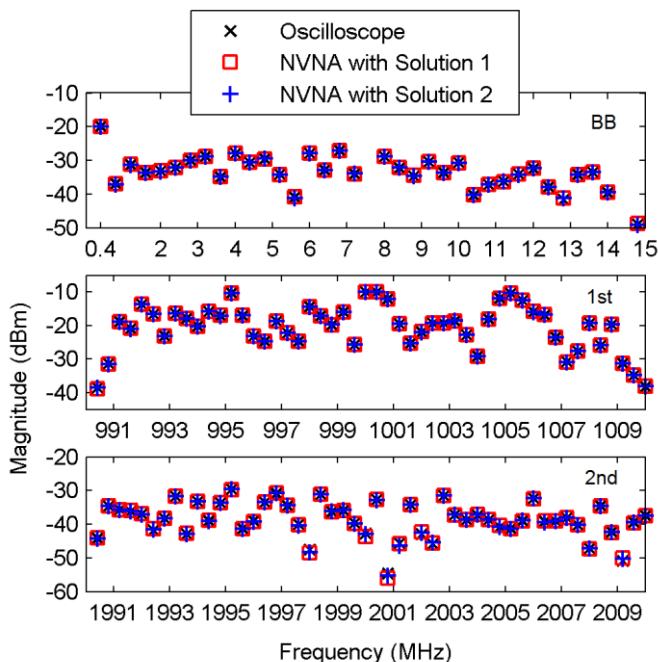 Oscilloscope
NVNA with Solution 1
NVNA with Solution 2
-10
-20
-30
-40
-50
BB
0.4 2 3 4 5 6 7 8 9 10 11 12 13 14 15
Magnitude (dBm)
-10
-20
-30
-40
1st
991 993 995 997 999 1001 1003 1005 1007 1009
-20
-30
-40
-50
-60
2nd
1991 1993 1995 1997 1999 2001 2003 2005 2007 2009
Frequency (MHz)